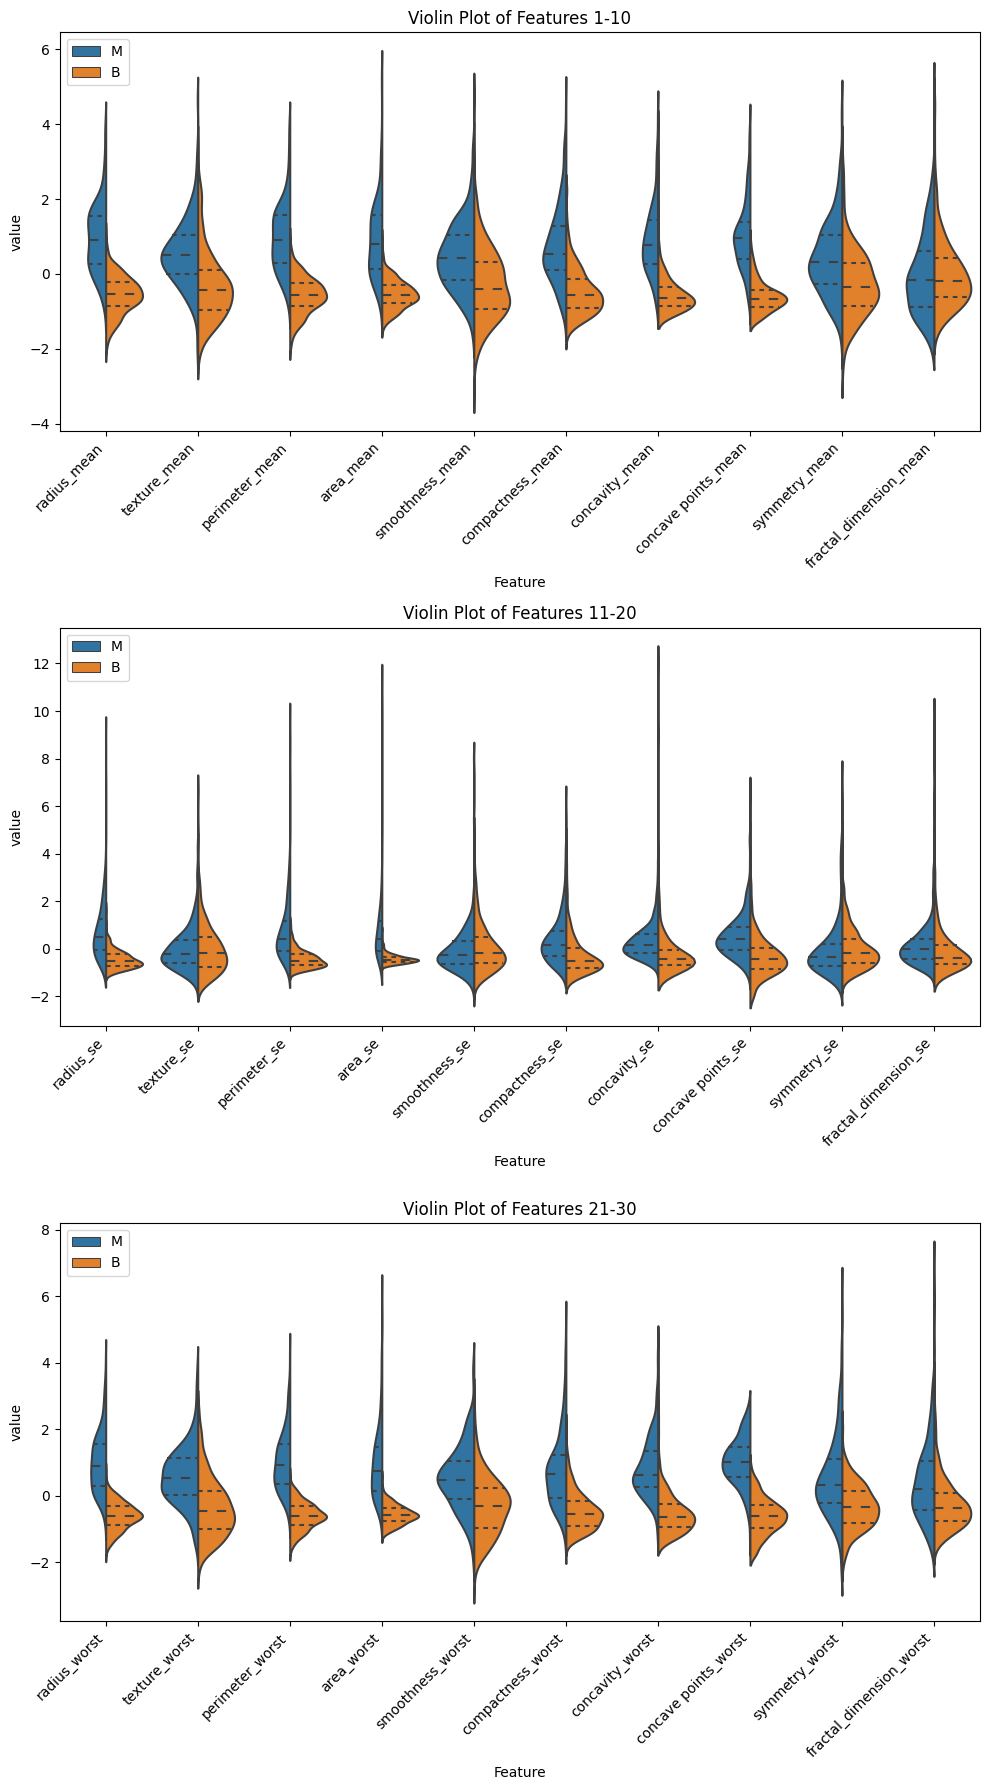 Violin Plot of Features 1-10
M
B
6
4
2
0
−2
−4
value
radius_mean
texture_mean
perimeter_mean
area_mean
smoothness_mean
compactness_mean
concavity_mean
concave points_mean
symmetry_mean
fractal_dimension_mean
Feature
Violin Plot of Features 11-20
M
B
12
10
8
6
4
2
0
−2
value
radius_se
texture_se
perimeter_se
area_se
smoothness_se
compactness_se
concavity_se
concave points_se
symmetry_se
fractal_dimension_se
Feature
Violin Plot of Features 21-30
M
B
8
6
4
2
0
−2
value
radius_worst
texture_worst
perimeter_worst
area_worst
smoothness_worst
compactness_worst
concavity_worst
concave points_worst
symmetry_worst
fractal_dimension_worst
Feature